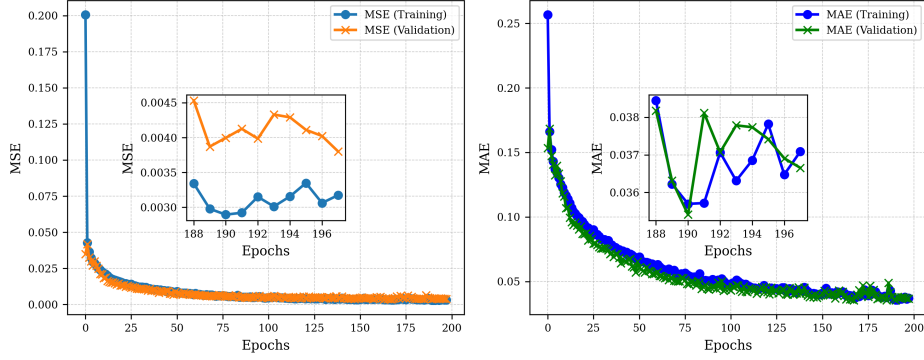 MSE (Training)
MSE (Validation)
MSE
0.200
0.175
0.150
0.125
0.100
0.075
0.050
0.025
0.000
0 25 50 75 100 125 150 175 200
Epochs
MSE
0.0045
0.0040
0.0035
0.0030
188 190 192 194 196
Epochs
MAE (Training)
MAE (Validation)
MAE
0.25
0.20
0.15
0.10
0.05
0 25 50 75 100 125 150 175 200
Epochs
MAE
0.038
0.037
0.036
188 190 192 194 196
Epochs